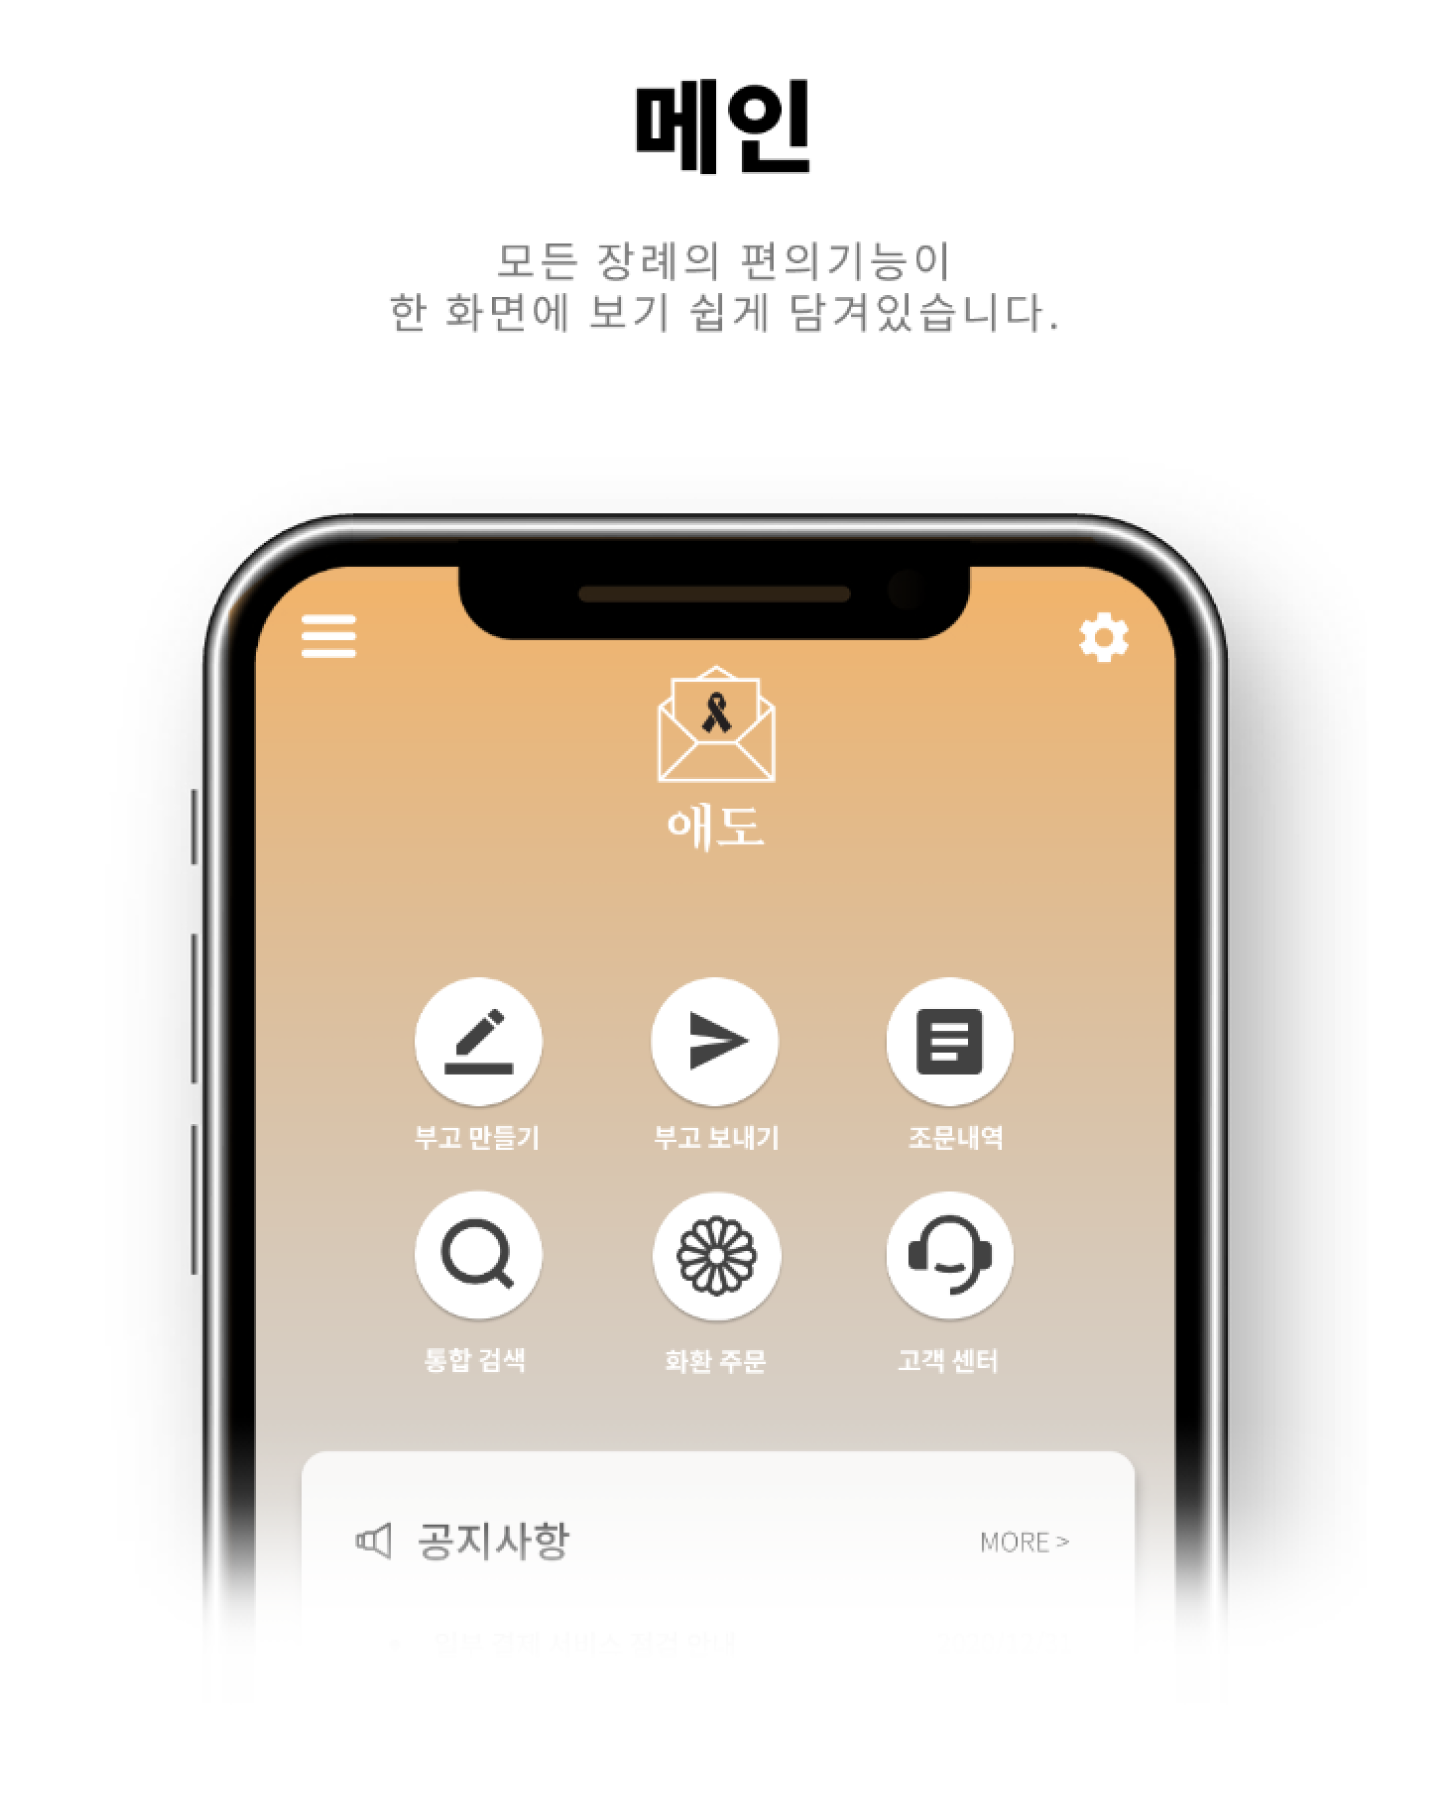 메인
모든 장례의 편의기능이
한 화면에 보기 쉽게 담겨있습니다.
애도
부고 만들기
부고 보내기
조문내역
통합 검색
화환 주문
고객 센터
공지사항
MORE >